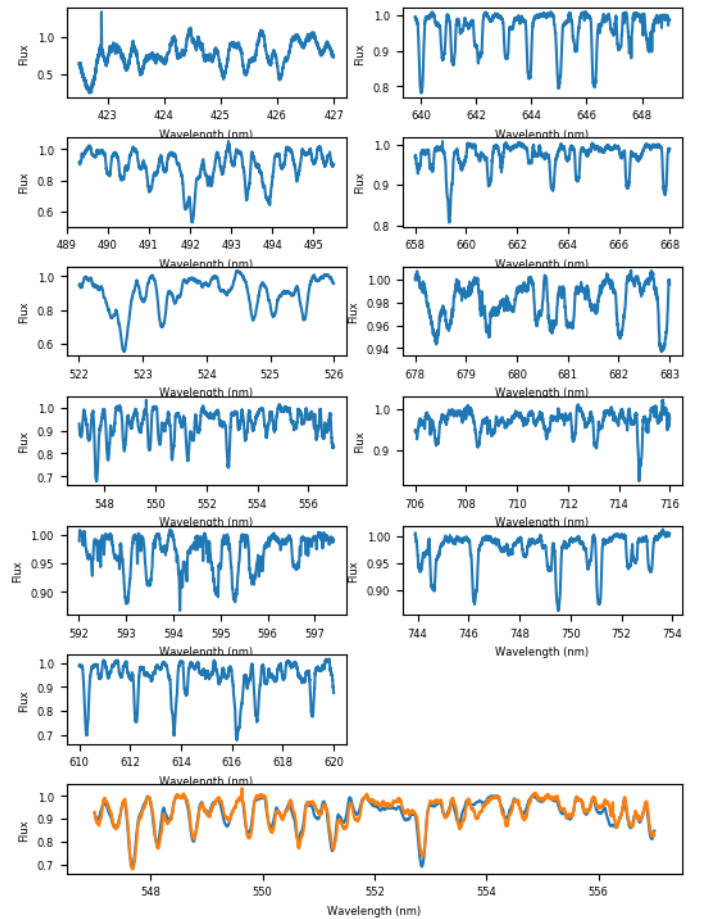 1.0
0.5
Flux
423 424 425 426 427
Wavelength (nm)
1.0
0.9
0.8
Flux
640 642 644 646 648
Wavelength (nm)
1.0
0.8
0.6
Flux
489 490 491 492 493 494 495
Wavelength (nm)
1.0
0.9
0.8
658 660 662 664 666 668
Wavelength (nm)
1.0
0.8
0.6
Flux
522 523 524 525 526
Wavelength (nm)
1.00
0.98
0.96
0.94
Flux
678 679 680 681 682 683
Wavelength (nm)
1.0
0.9
0.8
0.7
Flux
548 550 552 554 556
Wavelength (nm)
1.0
0.9
Flux
706 708 710 712 714 716
Wavelength (nm)
1.00
0.95
0.90
Flux
592 593 594 595 596 597
Wavelength (nm)
1.00
0.95
0.90
Flux
744 746 748 750 752 754
Wavelength (nm)
1.0
0.9
0.8
0.7
Flux
610 612 614 616 618 620
Wavelength (nm)
1.0
0.9
0.8
0.7
Flux
548 550 552 554 556
Wavelength (nm)